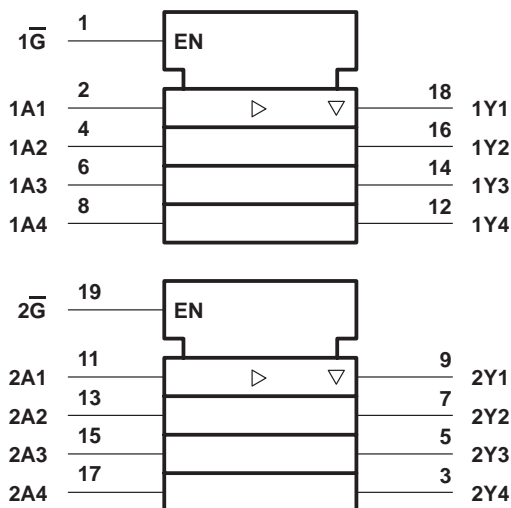 1G̅ 1 EN
1A1 2 18 1Y1
1A2 4 16 1Y2
1A3 6 14 1Y3
1A4 8 12 1Y4
2G̅ 19 EN
2A1 11 9 2Y1
2A2 13 7 2Y2
2A3 15 5 2Y3
2A4 17 3 2Y4